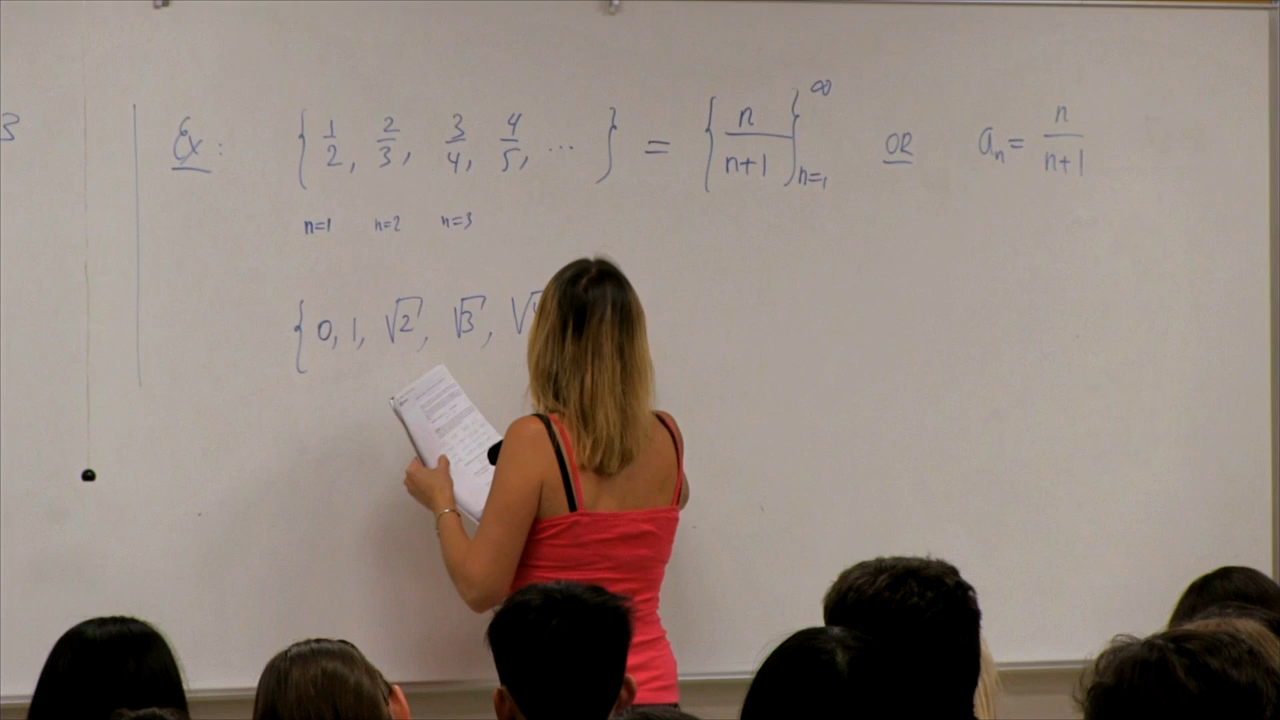 3
Ex: { 1/2, 2/3, 3/4, 4/5, ... } = { n/(n+1) }_{n=1}^∞ OR a_n = n/(n+1)
n=1 n=2 n=3
{ 0, 1, √2, √3, √